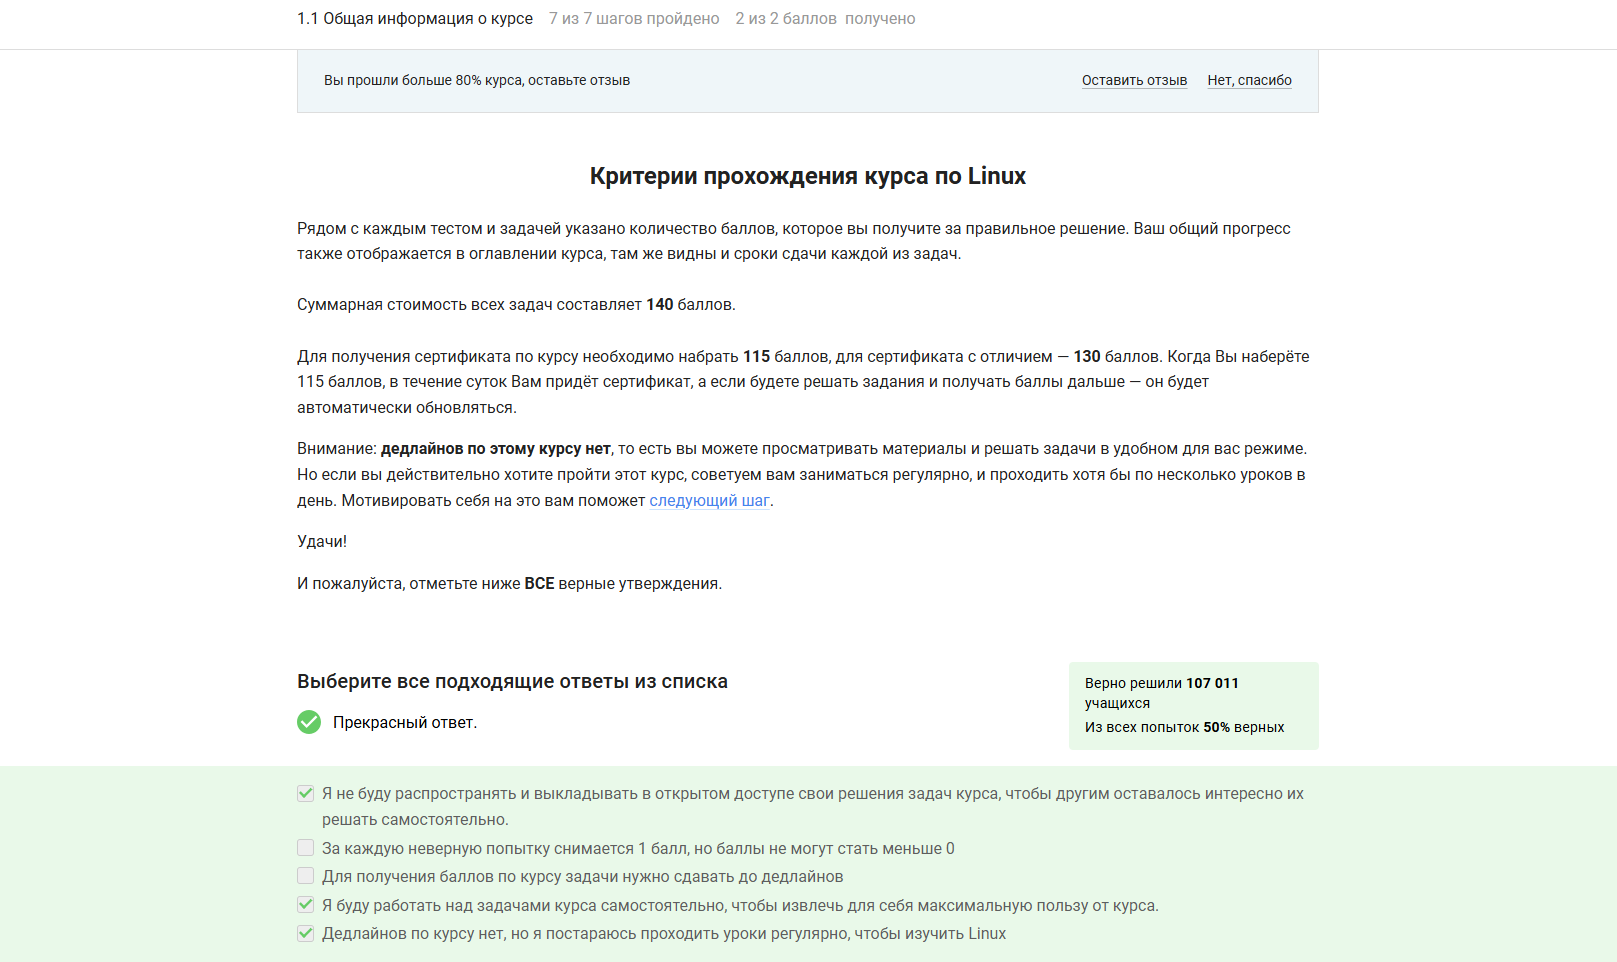 1.1 Общая информация о курсе 7 из 7 шагов пройдено 2 из 2 баллов получено
Вы прошли больше 80% курса, оставьте отзыв Оставить отзыв Нет, спасибо
Критерии прохождения курса по Linux
Рядом с каждым тестом и задачей указано количество баллов, которое вы получите за правильное решение. Ваш общий прогресс
также отображается в оглавлении курса, там же видны и сроки сдачи каждой из задач.
Суммарная стоимость всех задач составляет 140 баллов.
Для получения сертификата по курсу необходимо набрать 115 баллов, для сертификата с отличием — 130 баллов. Когда Вы наберёте
115 баллов, в течение суток Вам придёт сертификат, а если будете решать задания и получать баллы дальше — он будет
автоматически обновляться.
Внимание: дедлайнов по этому курсу нет, то есть вы можете просматривать материалы и решать задачи в удобном для вас режиме.
Но если вы действительно хотите пройти этот курс, советуем вам заниматься регулярно, и проходить хотя бы по несколько уроков в
день. Мотивировать себя на это вам поможет следующий шаг.
Удачи!
И пожалуйста, отметьте ниже ВСЕ верные утверждения.
Выберите все подходящие ответы из списка
Прекрасный ответ.
Верно решили 107 011
учащихся
Из всех попыток 50% верных
Я не буду распространять и выкладывать в открытом доступе свои решения задач курса, чтобы другим оставалось интересно их
решать самостоятельно.
За каждую неверную попытку снимается 1 балл, но баллы не могут стать меньше 0
Для получения баллов по курсу задачи нужно сдавать до дедлайнов
Я буду работать над задачами курса самостоятельно, чтобы извлечь для себя максимальную пользу от курса.
Дедлайнов по курсу нет, но я постараюсь проходить уроки регулярно, чтобы изучить Linux